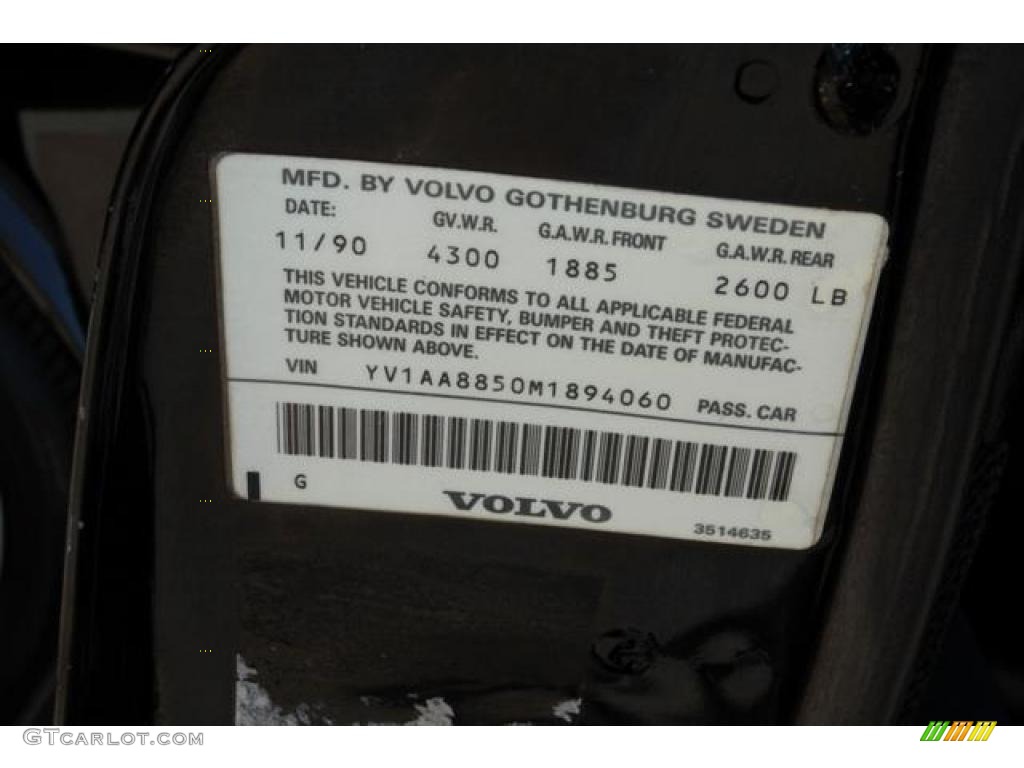 MFD. BY VOLVO GOTHENBURG SWEDEN
DATE: GV.W.R. G.A.W.R. FRONT G.A.W.R. REAR
11/90 4300 1885 2600 LB
THIS VEHICLE CONFORMS TO ALL APPLICABLE FEDERAL
MOTOR VEHICLE SAFETY, BUMPER AND THEFT PROTEC-
TION STANDARDS IN EFFECT ON THE DATE OF MANUFAC-
TURE SHOWN ABOVE.
VIN YV1AA8850M1894060 PASS. CAR
G VOLVO 3514635
GTCARLOT.COM